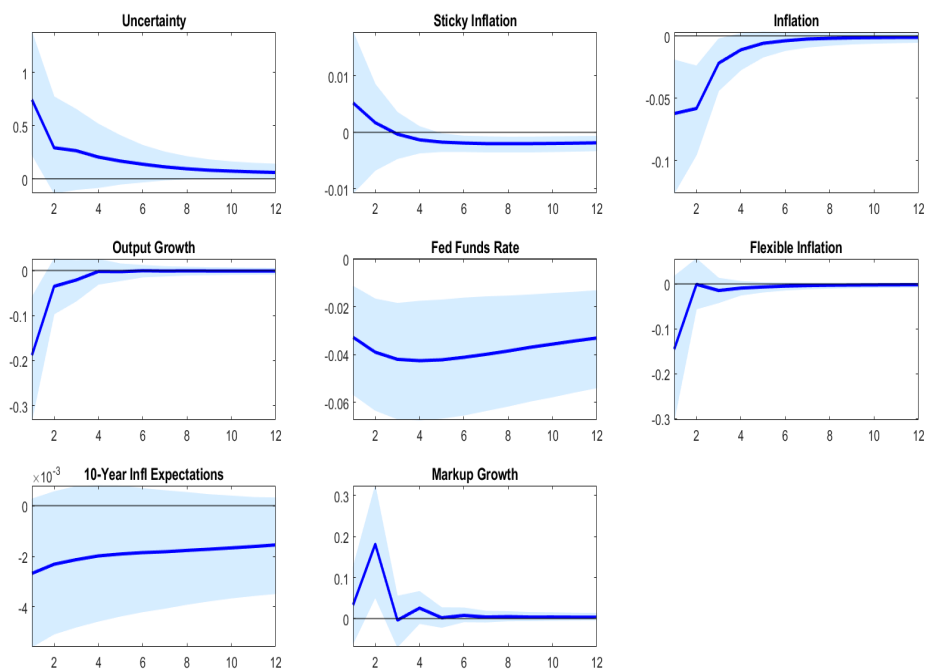 Uncertainty
1
0.5
0
2 4 6 8 10 12
Sticky Inflation
0.01
0
-0.01
2 4 6 8 10 12
Inflation
0
-0.05
-0.1
2 4 6 8 10 12
Output Growth
0
-0.1
-0.2
-0.3
2 4 6 8 10 12
Fed Funds Rate
0
-0.02
-0.04
-0.06
2 4 6 8 10 12
Flexible Inflation
0
-0.1
-0.2
-0.3
2 4 6 8 10 12
10-Year Infl Expectations
×10⁻³
0
-2
-4
2 4 6 8 10 12
Markup Growth
0.3
0.2
0.1
0
2 4 6 8 10 12